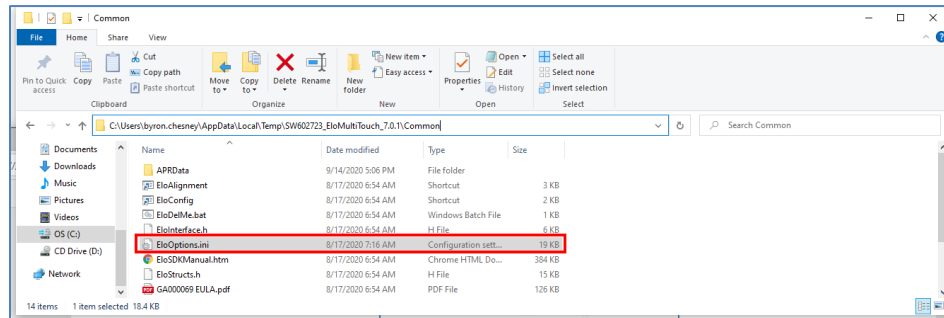 Common
File Home Share View
Pin to Quick access
Copy
Paste
Cut
Copy path
Paste shortcut
Clipboard
Move to
Copy to
Delete
Rename
Organize
New folder
New item
Easy access
New
Properties
Open
Edit
History
Open
Select all
Select none
Invert selection
Select
C:\Users\byron.chesney\AppData\Local\Temp\SW602723_EloMultiTouch_7.0.1\Common
Search Common
Documents
Downloads
Music
Pictures
Videos
OS (C:)
CD Drive (D:)
Network
Name Date modified Type Size
APRData 9/14/2020 5:06 PM File folder
EloAlignment 8/17/2020 6:54 AM Shortcut 3 KB
EloConfig 8/17/2020 6:54 AM Shortcut 2 KB
EloDelMe.bat 8/17/2020 6:54 AM Windows Batch File 1 KB
EloInterface.h 8/17/2020 6:54 AM H File 6 KB
EloOptions.ini 8/17/2020 7:16 AM Configuration sett... 19 KB
EloSDKManual.htm 8/17/2020 6:54 AM Chrome HTML Do... 384 KB
EloStructs.h 8/17/2020 6:54 AM H File 15 KB
GA000069 EULA.pdf 8/17/2020 6:54 AM PDF File 126 KB
14 items 1 item selected 18.4 KB